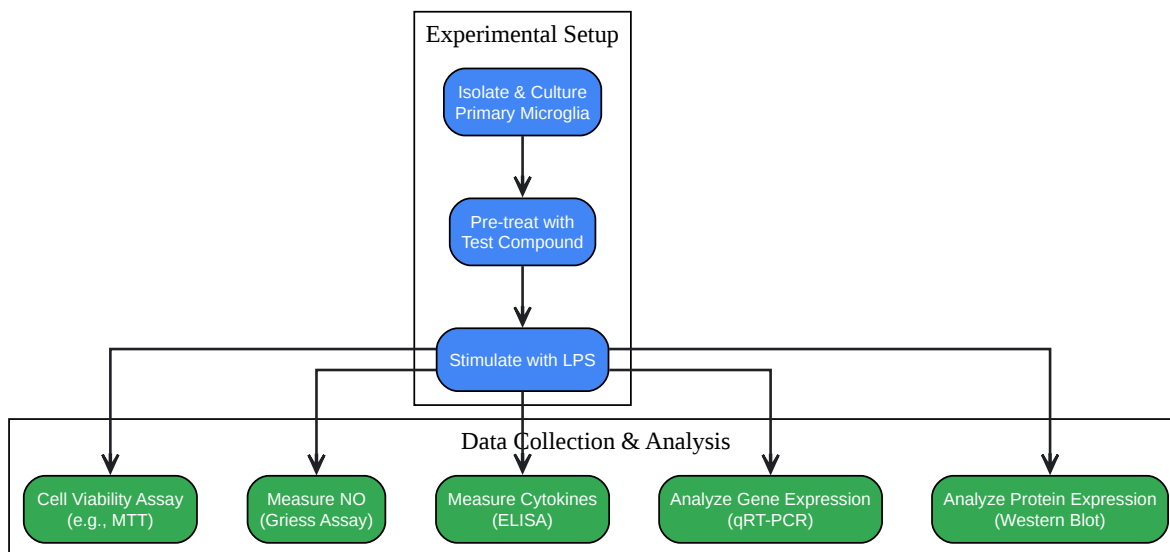 Experimental Setup
Isolate & Culture
Primary Microglia
Pre-treat with
Test Compound
Stimulate with LPS
Data Collection & Analysis
Cell Viability Assay
(e.g., MTT)
Measure NO
(Griess Assay)
Measure Cytokines
(ELISA)
Analyze Gene Expression
(qRT-PCR)
Analyze Protein Expression
(Western Blot)